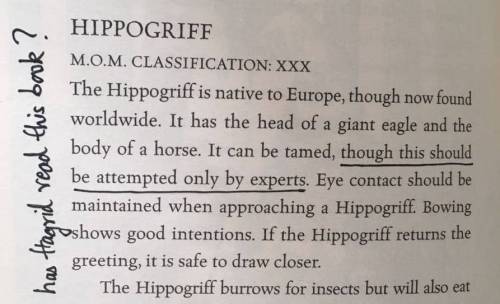 has Hagrid read this book?
HIPPOGRIFF
M.O.M. CLASSIFICATION: XXX
The Hippogriff is native to Europe, though now found
worldwide. It has the head of a giant eagle and the
body of a horse. It can be tamed, though this should
be attempted only by experts. Eye contact should be
maintained when approaching a Hippogriff. Bowing
shows good intentions. If the Hippogriff returns the
greeting, it is safe to draw closer.
The Hippogriff burrows for insects but will also eat